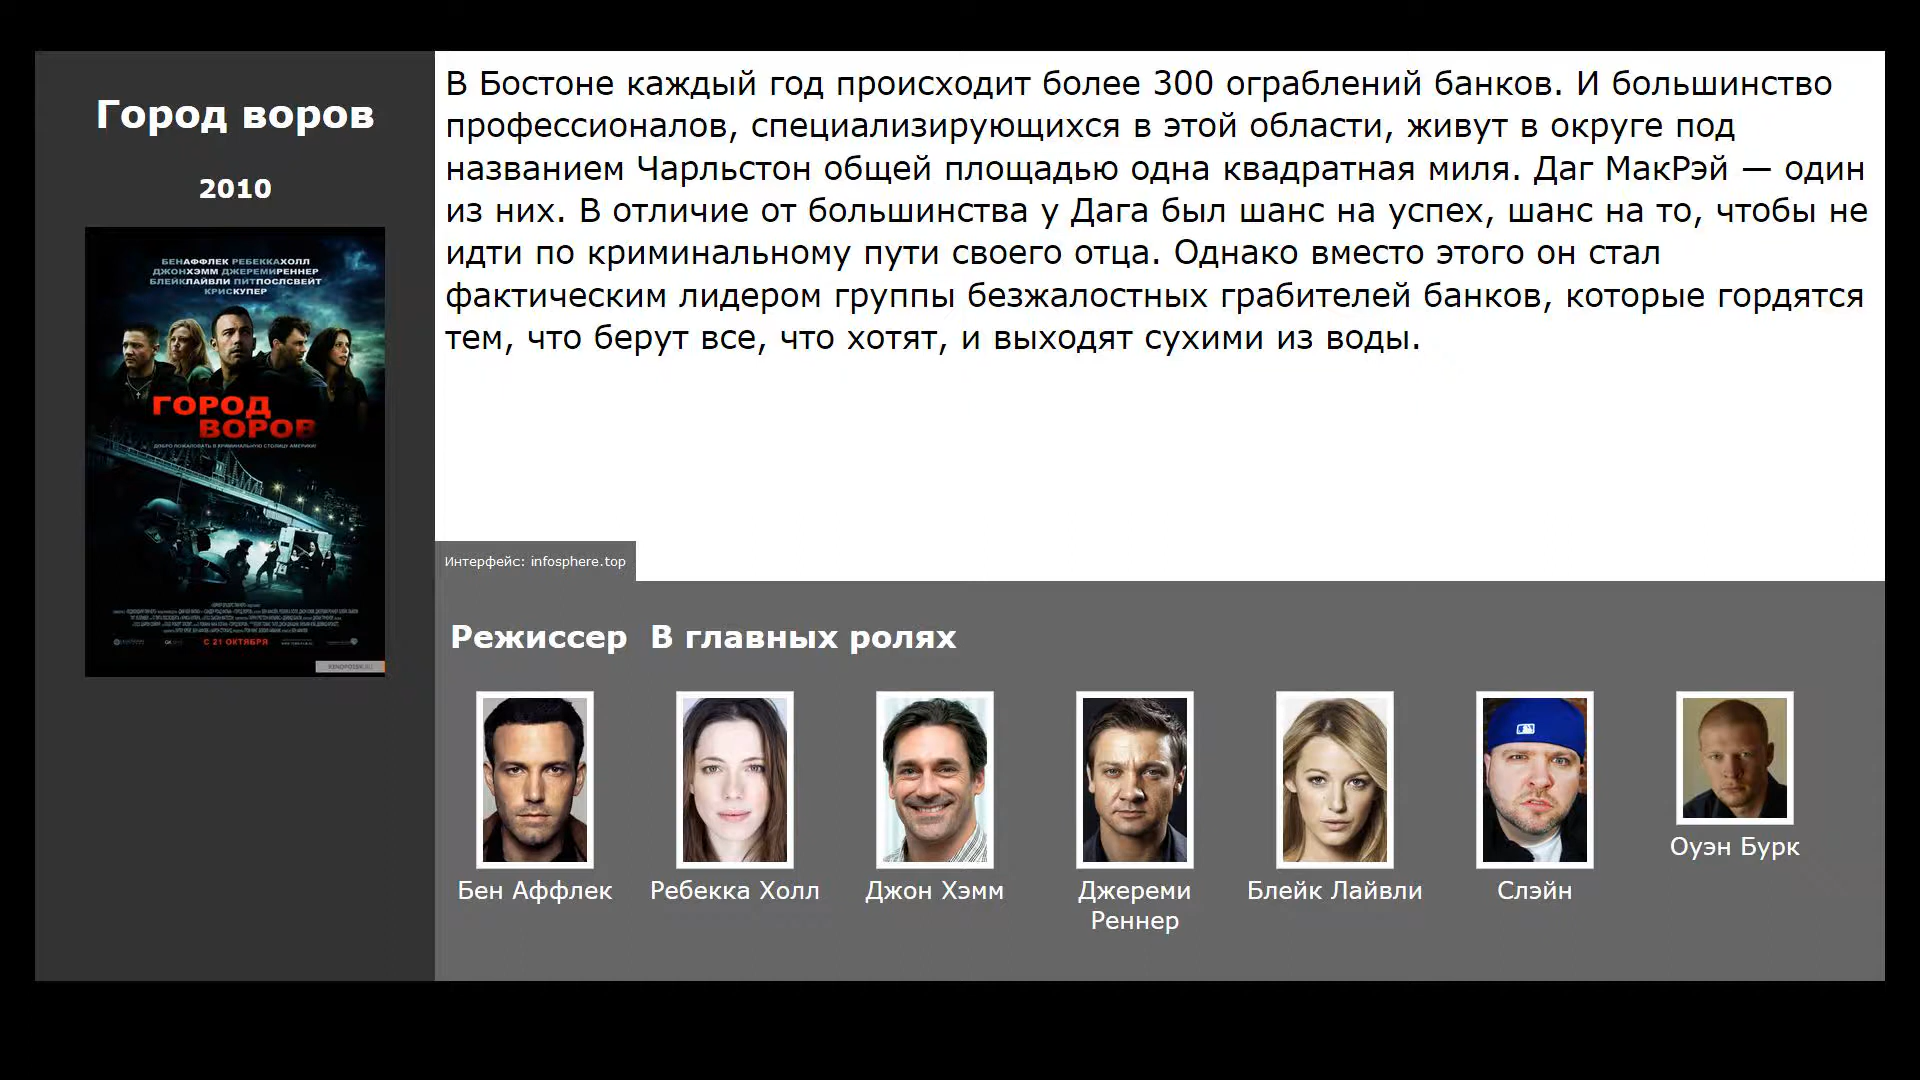 Город воров
2010
БЕНАФФЛЕК РЕБЕККАХОЛЛ
ДЖОНХЭММ ДЖЕРЕМИРЕННЕР
БЛЕЙКЛАЙВЛИ ПИТПОСЛСВЕЙТ
КРИСКУПЕР
ГОРОД
ВОРОВ
ДОБРО ПОЖАЛОВАТЬ В КРИМИНАЛЬНУЮ СТОЛИЦУ АМЕРИКИ!
С 21 ОКТЯБРЯ
В Бостоне каждый год происходит более 300 ограблений банков. И большинство
профессионалов, специализирующихся в этой области, живут в округе под
названием Чарльстон общей площадью одна квадратная миля. Даг МакРэй — один
из них. В отличие от большинства у Дага был шанс на успех, шанс на то, чтобы не
идти по криминальному пути своего отца. Однако вместо этого он стал
фактическим лидером группы безжалостных грабителей банков, которые гордятся
тем, что берут все, что хотят, и выходят сухими из воды.
Интерфейс: infosphere.top
Режиссер В главных ролях
Бен Аффлек
Ребекка Холл
Джон Хэмм
Джереми
Реннер
Блейк Лайвли
Слэйн
Оуэн Бурк